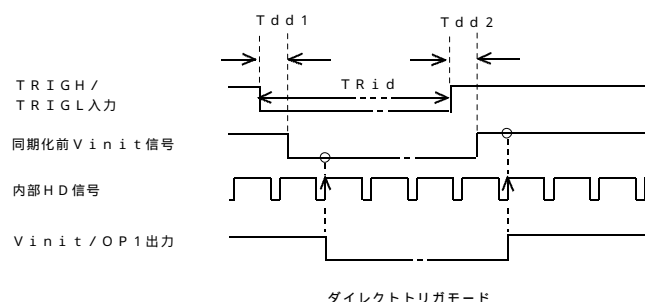 Tdd1
Tdd2
TRid
TRIGH/
TRIGL入力
同期化前Vinit信号
内部HD信号
Vinit/OP1出力
ダイレクトトリガモード